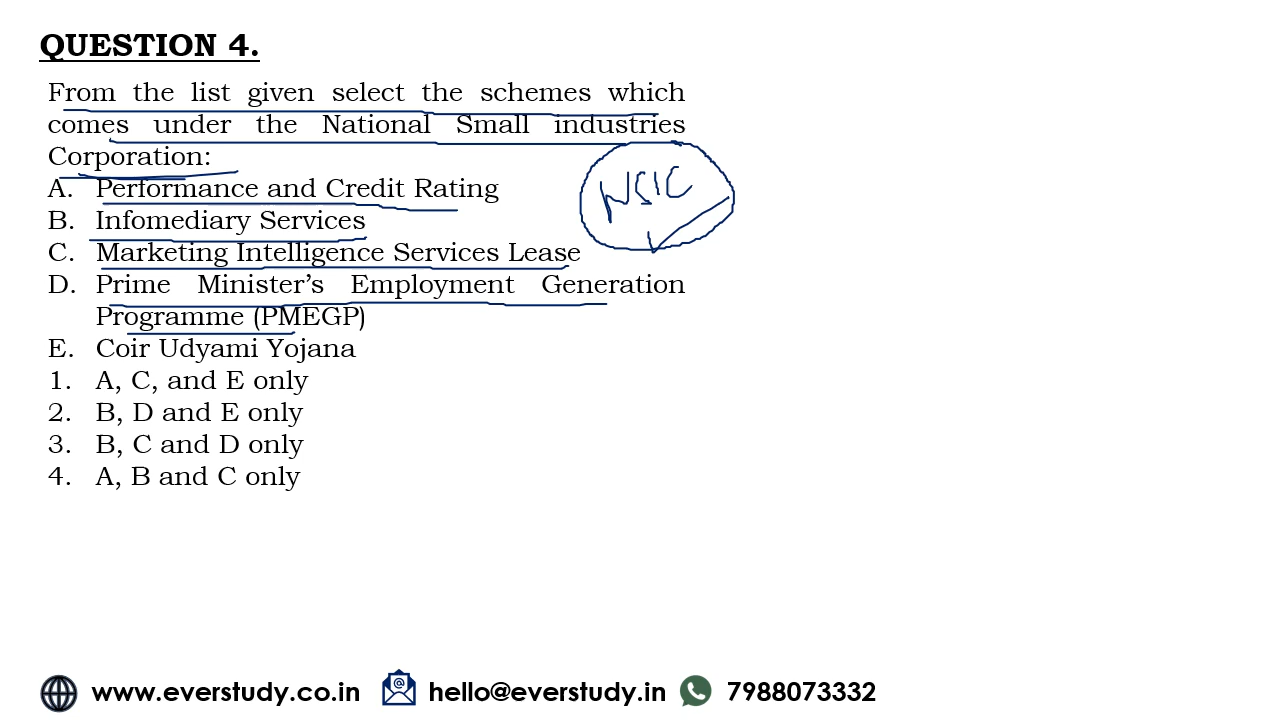 QUESTION 4.
From the list given select the schemes which
comes under the National Small industries
Corporation:
A. Performance and Credit Rating
NSIC
B. Infomediary Services
C. Marketing Intelligence Services Lease
D. Prime Minister's Employment Generation
Programme (PMEGP)
E. Coir Udyami Yojana
1. A, C, and E only
2. B, D and E only
3. B, C and D only
4. A, B and C only
www.everstudy.co.in hello@everstudy.in 7988073332